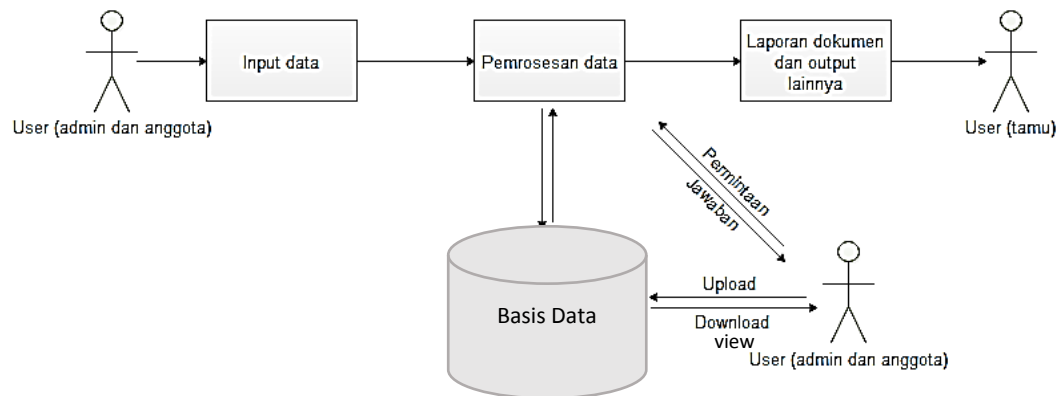 Input data
Pemrosesan data
Laporan dokumen
dan output
lainnya
User (admin dan anggota)
User (tamu)
Permintaan
Jawaban
Basis Data
Upload
Download
view
User (admin dan anggota)